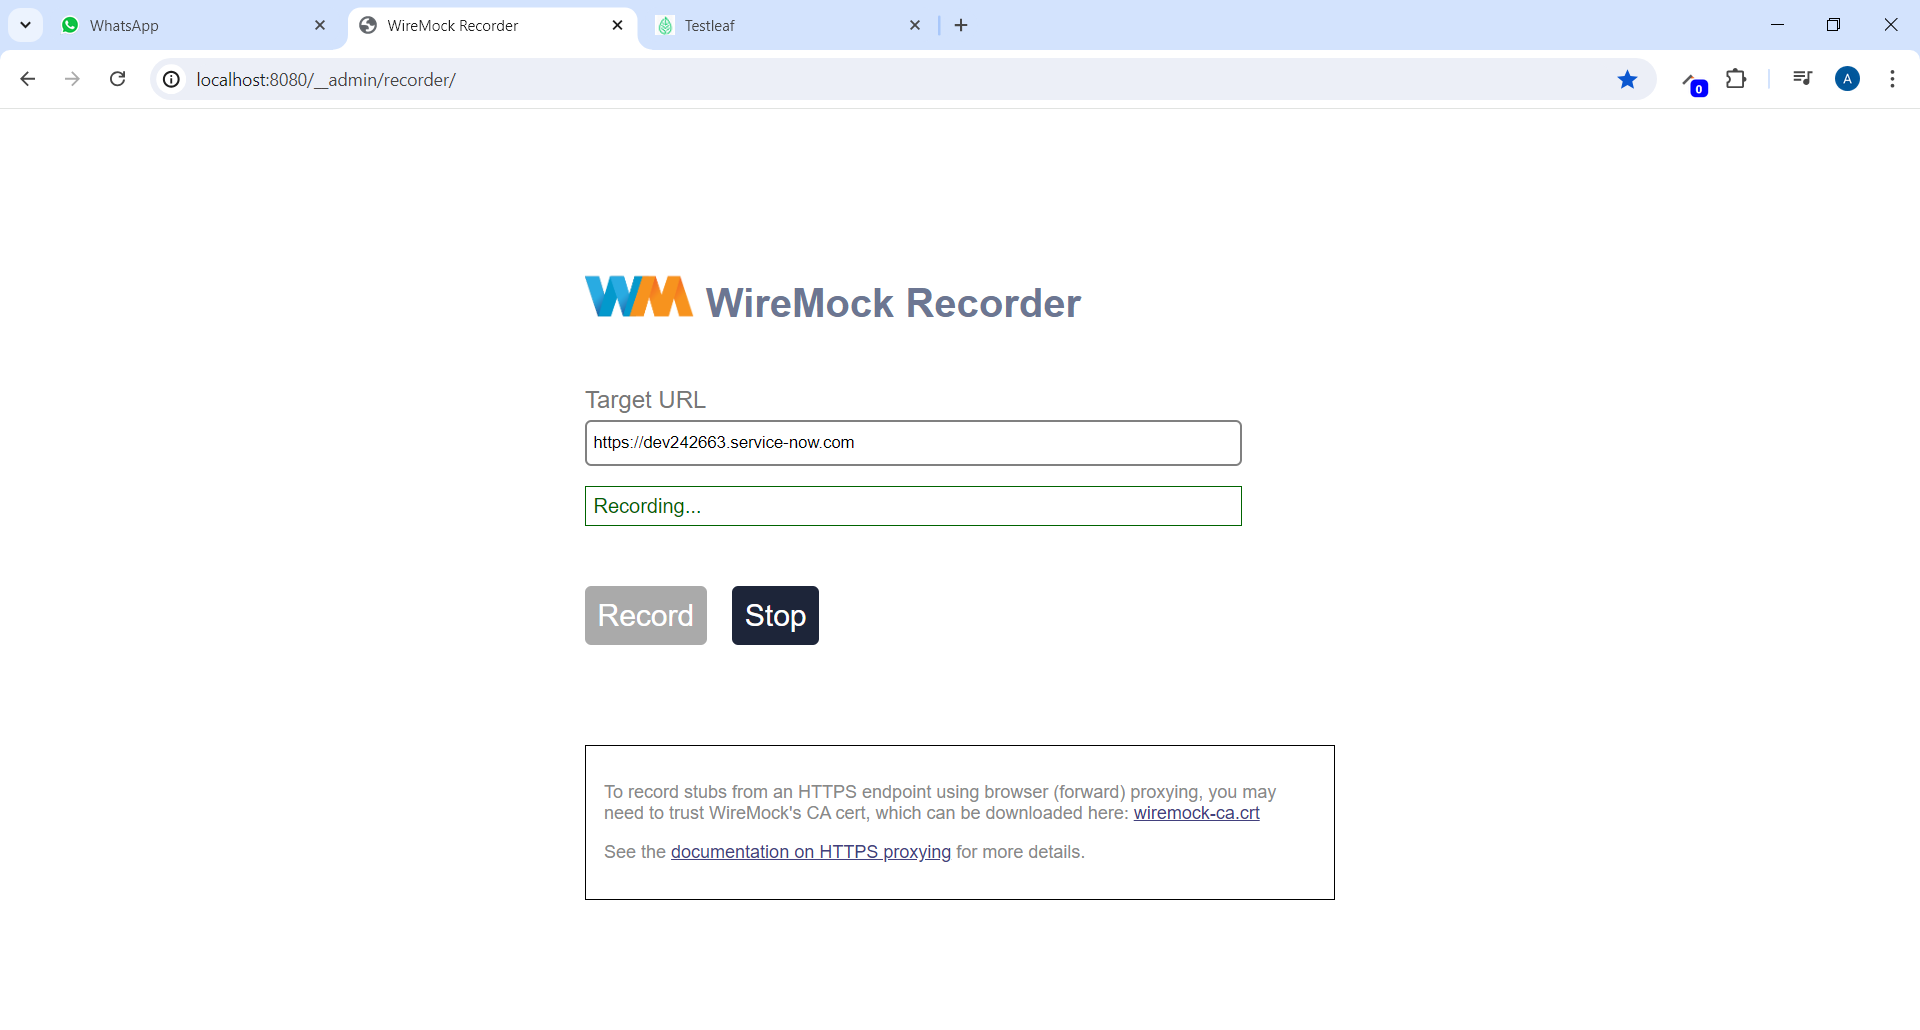 WhatsApp
WireMock Recorder
Testleaf
localhost:8080/__admin/recorder/
0
A
WM WireMock Recorder
Target URL
https://dev242663.service-now.com
Recording...
Record
Stop
To record stubs from an HTTPS endpoint using browser (forward) proxying, you may
need to trust WireMock's CA cert, which can be downloaded here: wiremock-ca.crt
See the documentation on HTTPS proxying for more details.